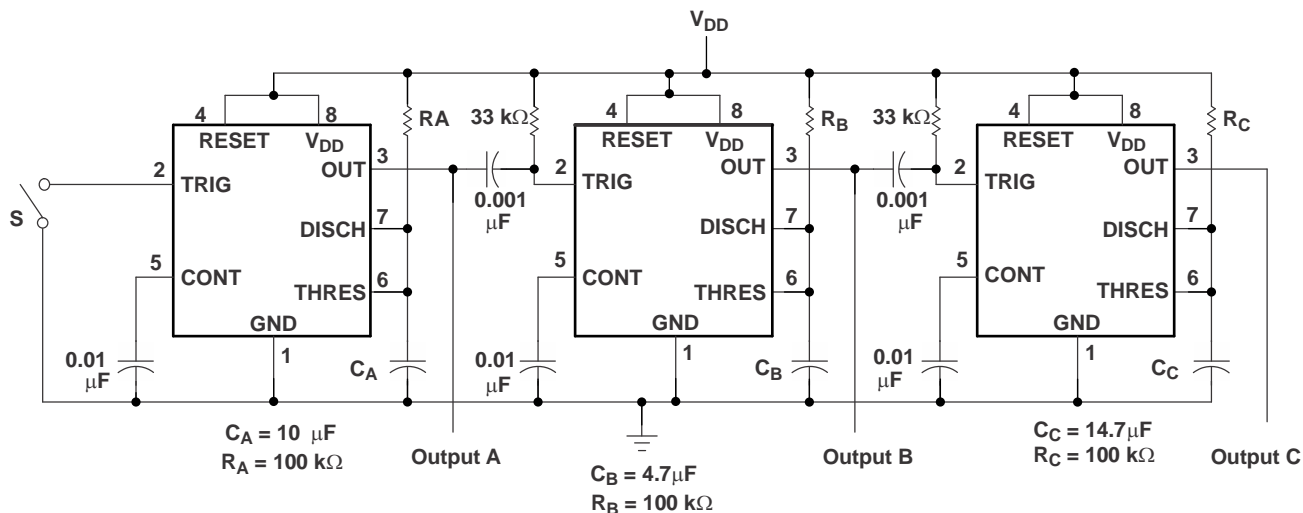 VDD
4
8
RESET
VDD
2
TRIG
3
OUT
7
DISCH
5
CONT
6
THRES
GND
1
S
0.01
μF
RA
CA
33 kΩ
0.001
μF
4
8
RESET
VDD
2
TRIG
3
OUT
7
DISCH
5
CONT
6
THRES
GND
1
0.01
μF
RB
CB
33 kΩ
0.001
μF
4
8
RESET
VDD
2
TRIG
3
OUT
7
DISCH
5
CONT
6
THRES
GND
1
0.01
μF
RC
CC
CA = 10 μF
RA = 100 kΩ
Output A
CB = 4.7μF
RB = 100 kΩ
Output B
CC = 14.7μF
RC = 100 kΩ
Output C